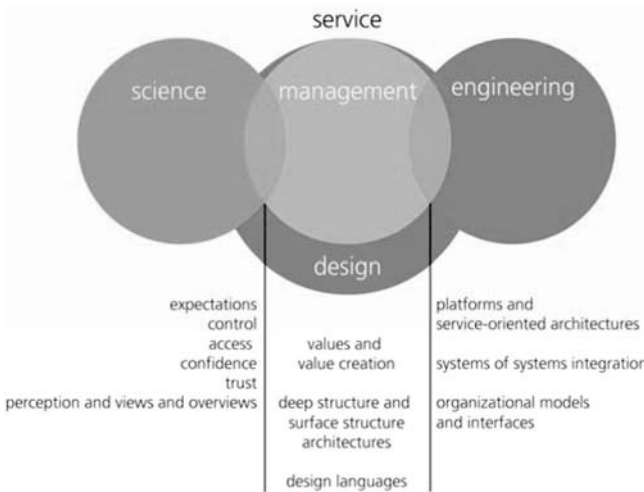 service
science
management
engineering
design
expectations
control
access
confidence
trust
perception and views and overviews
values and
value creation
deep structure and
surface structure
architectures
design languages
platforms and
service-oriented architectures
systems of systems integration
organizational models
and interfaces